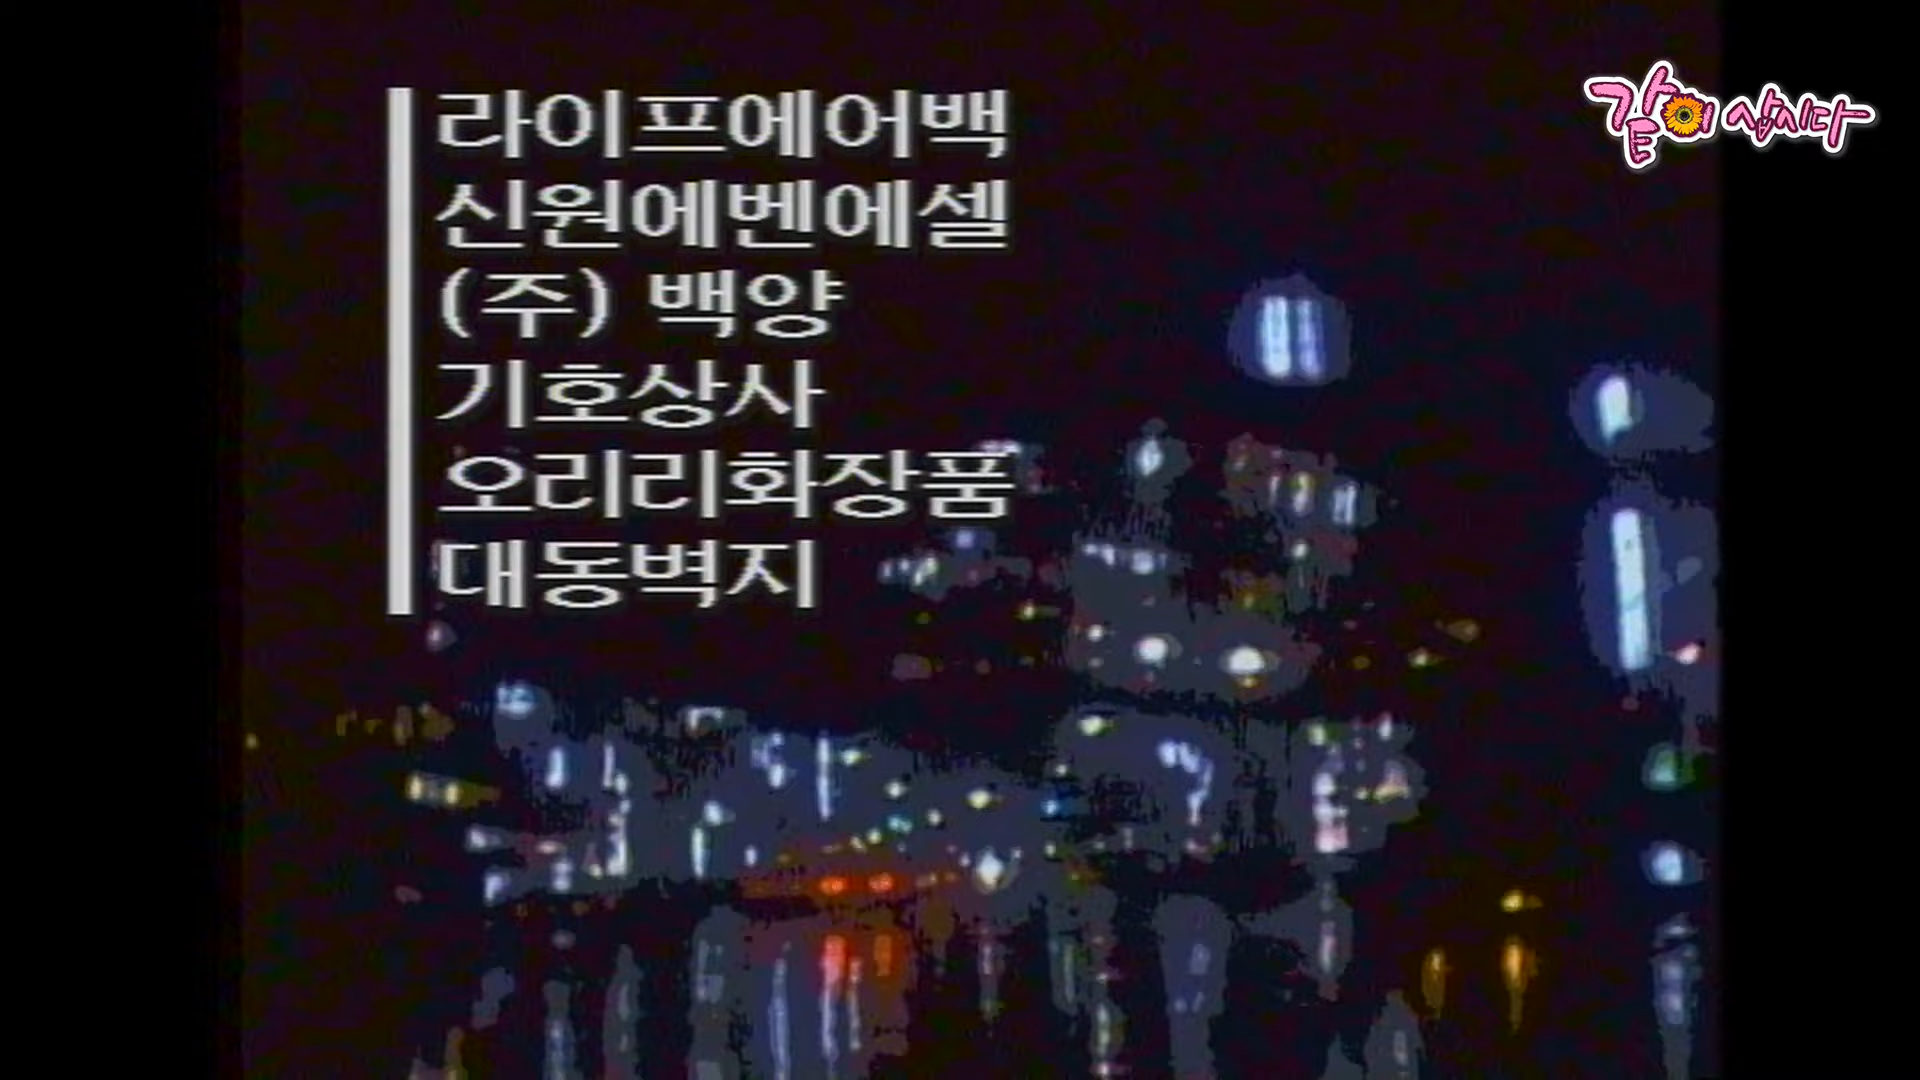 라이프에어백
신원에벤에셀
(주) 백양
기호상사
오리리화장품
대동벽지
같이 삽시다